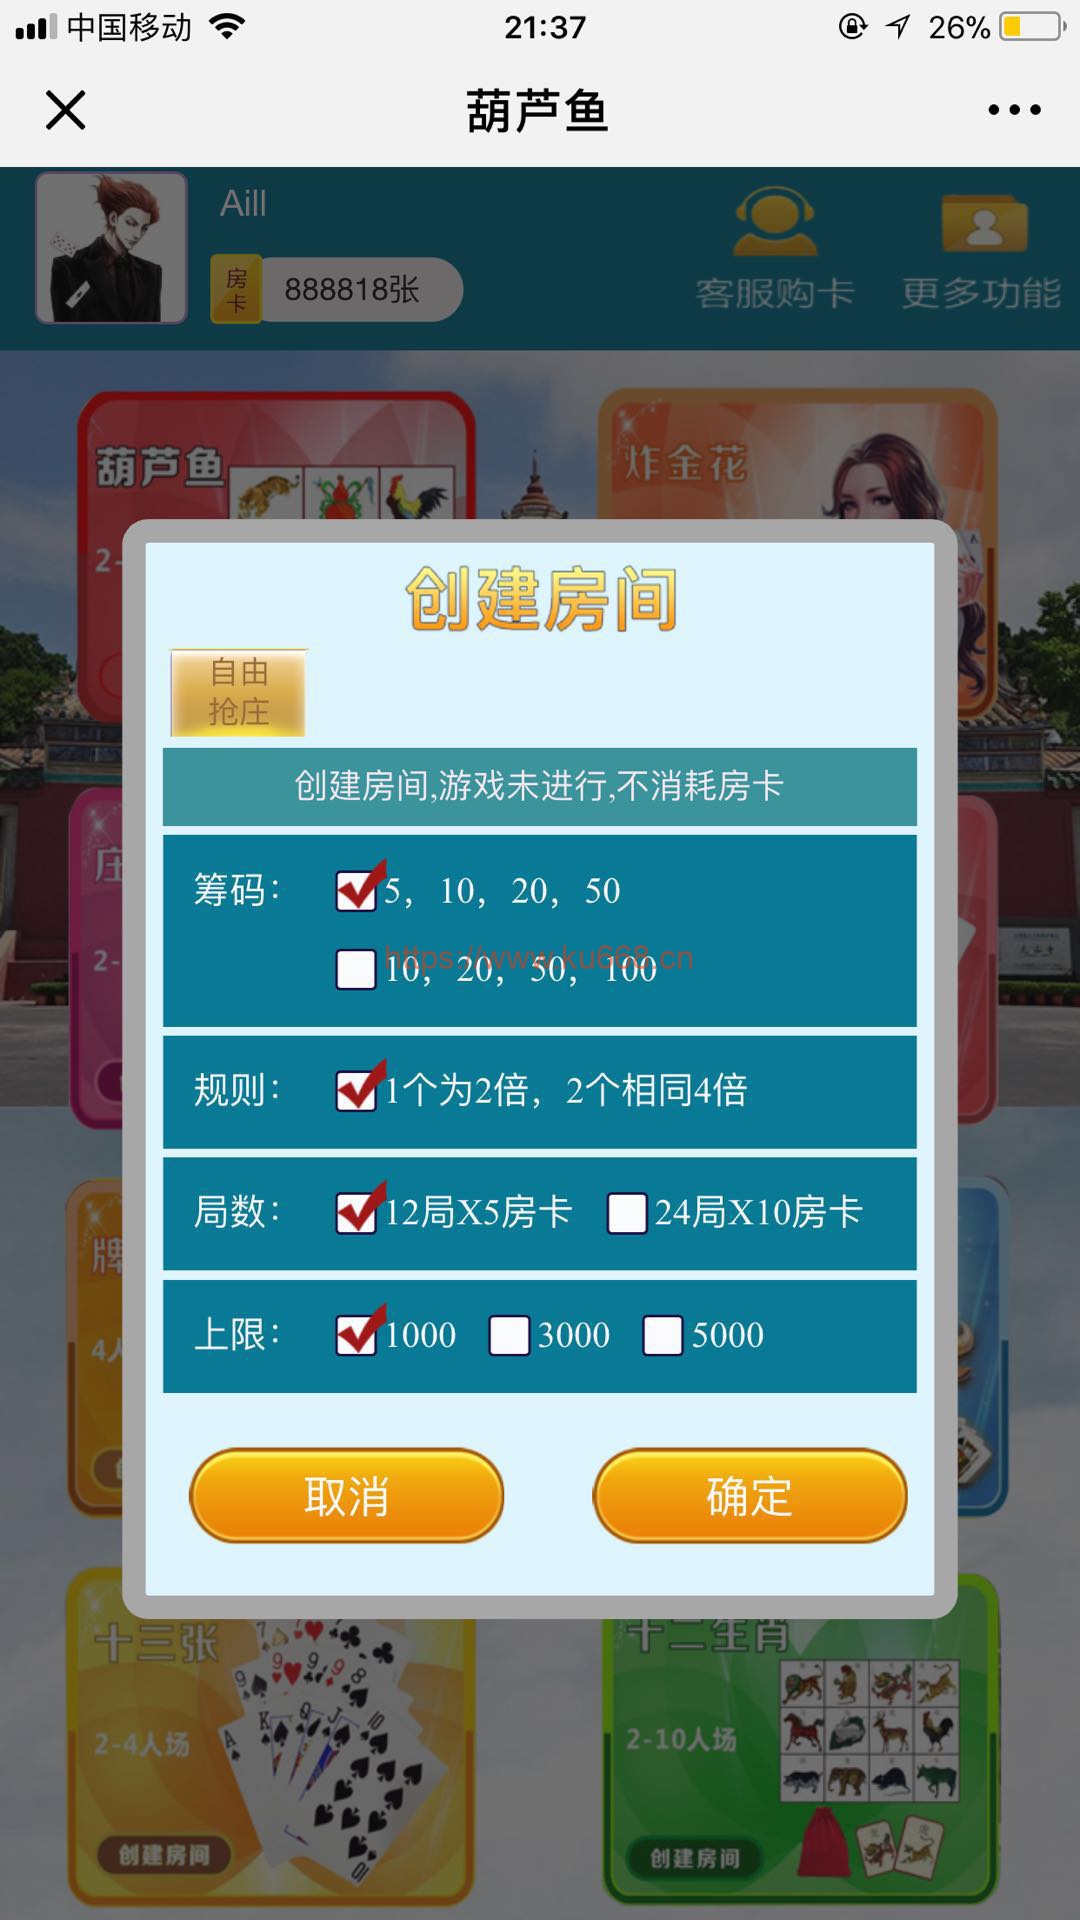 中国移动
21:37
26%
葫芦鱼
Aill
房卡
888818张
客服购卡
更多功能
葫芦鱼
炸金花
2-
创建房间
自由
抢庄
创建房间,游戏未进行,不消耗房卡
庄
筹码：
5，10，20，50
2-
https://www.ku668.cn
10，20，50，100
规则：
1个为2倍，2个相同4倍
局数：
12局X5房卡
24局X10房卡
牌
上限：
1000
3000
5000
4人
取消
确定
十三张
十二生肖
2-4人场
2-10人场
创建房间
创建房间